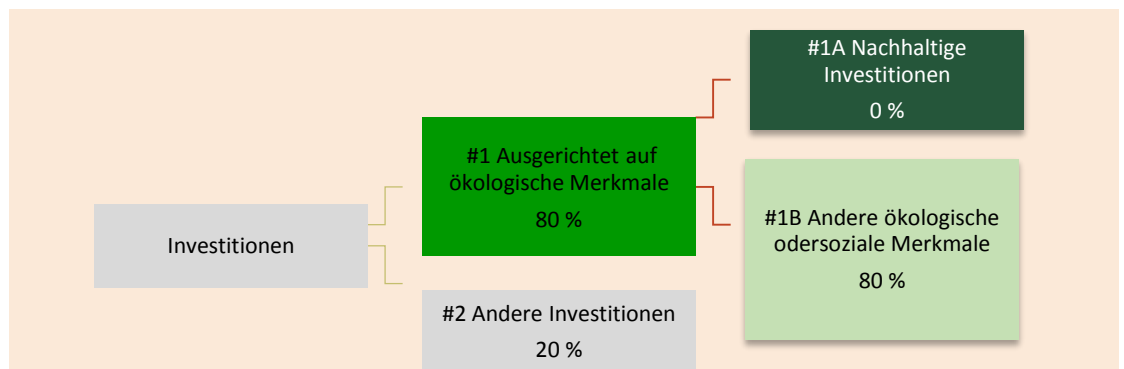 Investitionen
#1 Ausgerichtet auf
ökologische Merkmale
80 %
#2 Andere Investitionen
20 %
#1A Nachhaltige
Investitionen
0 %
#1B Andere ökologische
odersoziale Merkmale
80 %